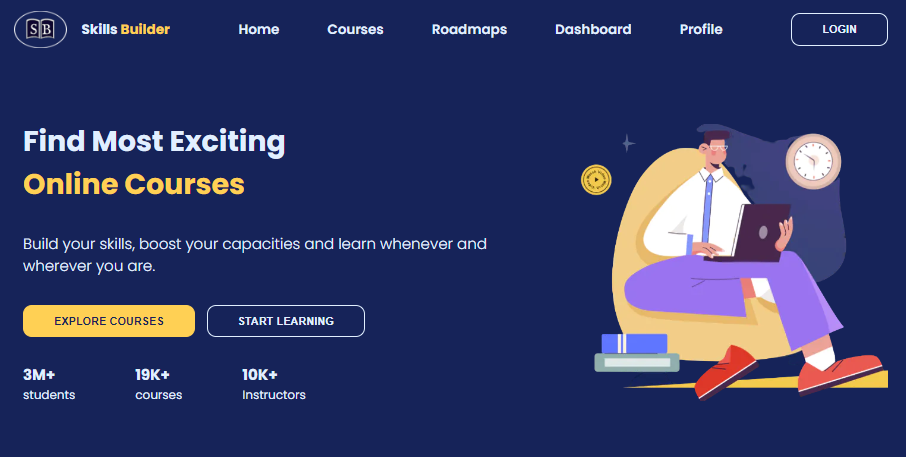 SB
Skills Builder
Home
Courses
Roadmaps
Dashboard
Profile
LOGIN
Find Most Exciting
Online Courses
Build your skills, boost your capacities and learn whenever and
wherever you are.
EXPLORE COURSES
START LEARNING
3M+
19K+
10K+
students
courses
Instructors